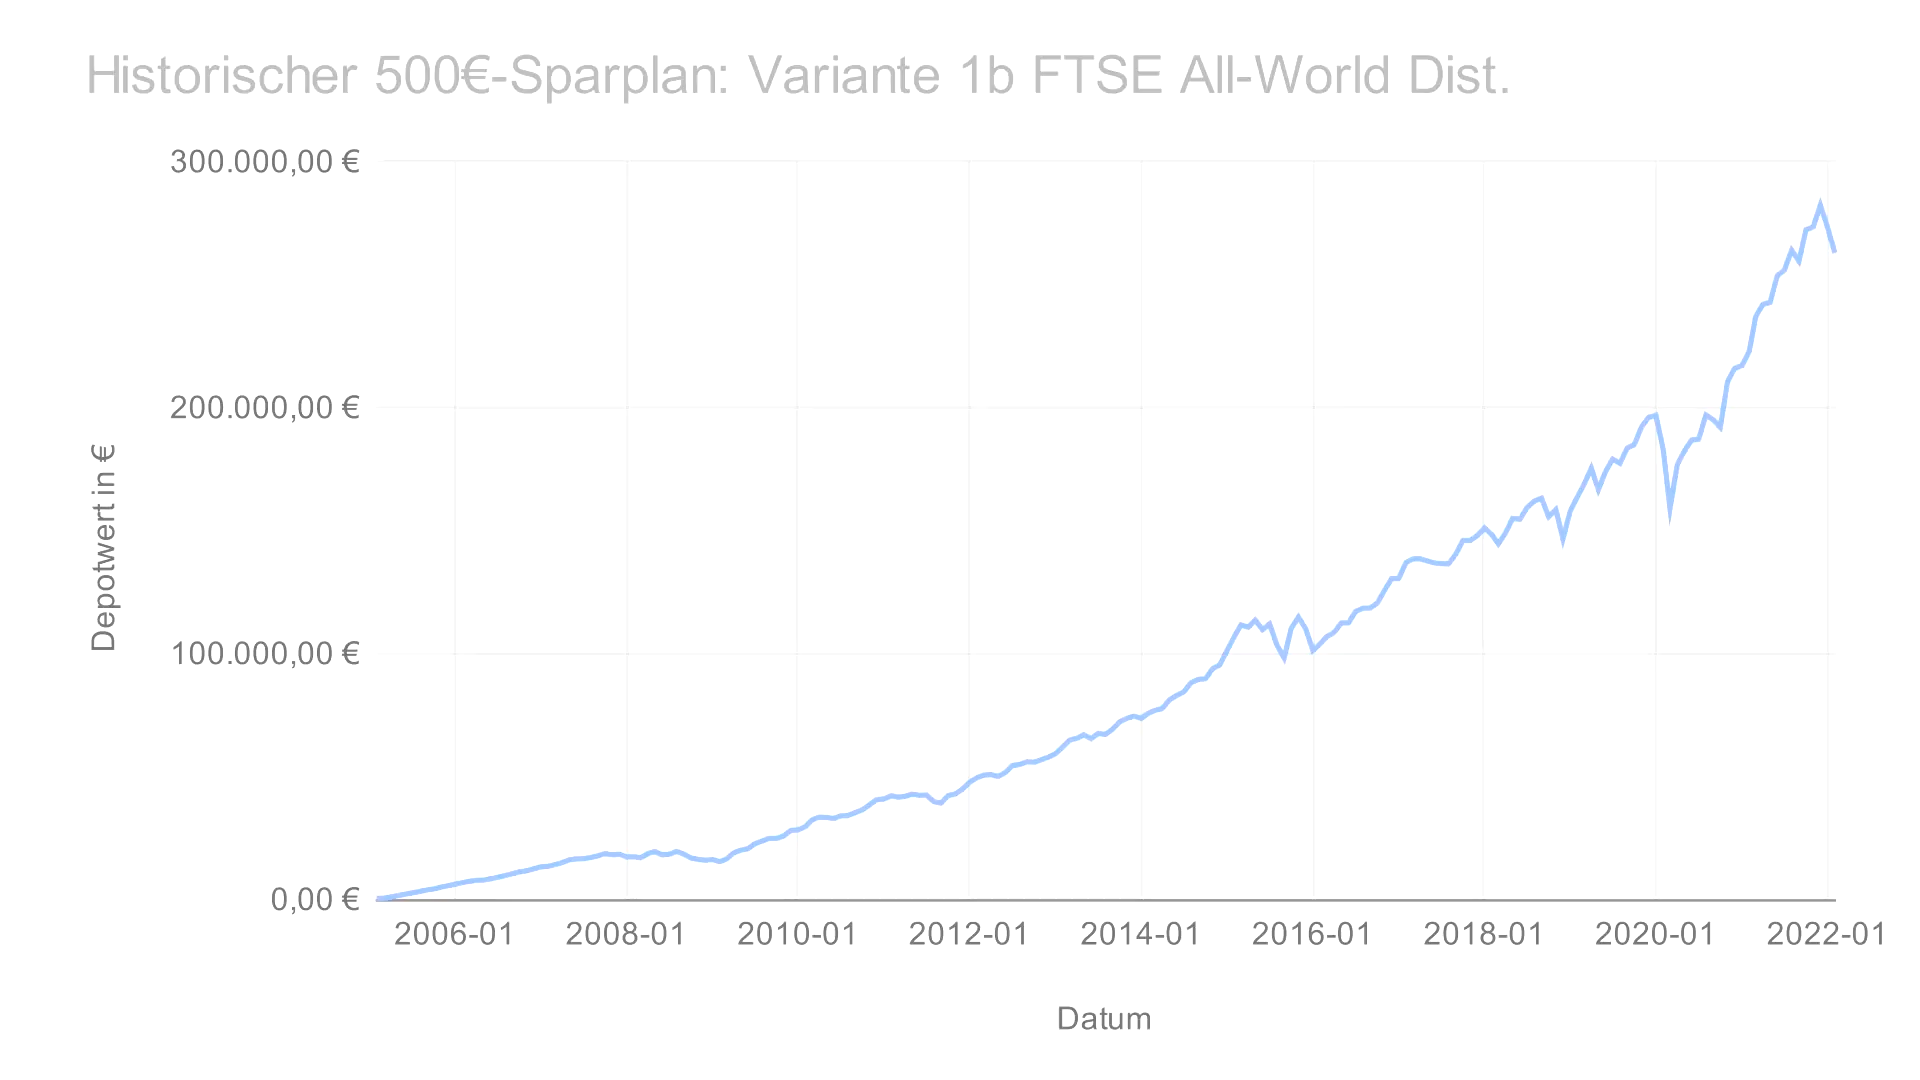 Historischer 500€-Sparplan: Variante 1b FTSE All-World Dist.
300.000,00 €
200.000,00 €
100.000,00 €
0,00 €
Depotwert in €
2006-01 2008-01 2010-01 2012-01 2014-01 2016-01 2018-01 2020-01 2022-01
Datum